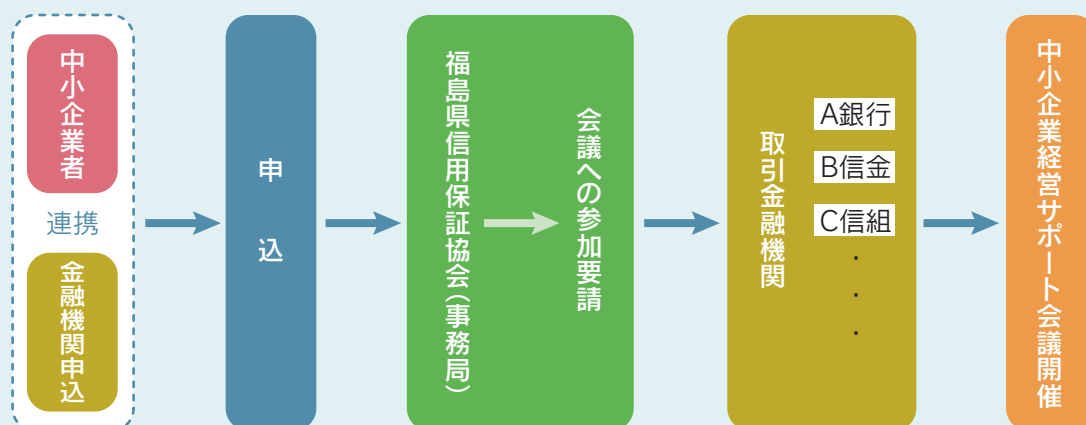 中小企業者
連携
金融機関申込
申込
福島県信用保証協会(事務局)
会議への参加要請
取引金融機関
A銀行
B信金
C信組
・
・
・
中小企業経営サポート会議開催